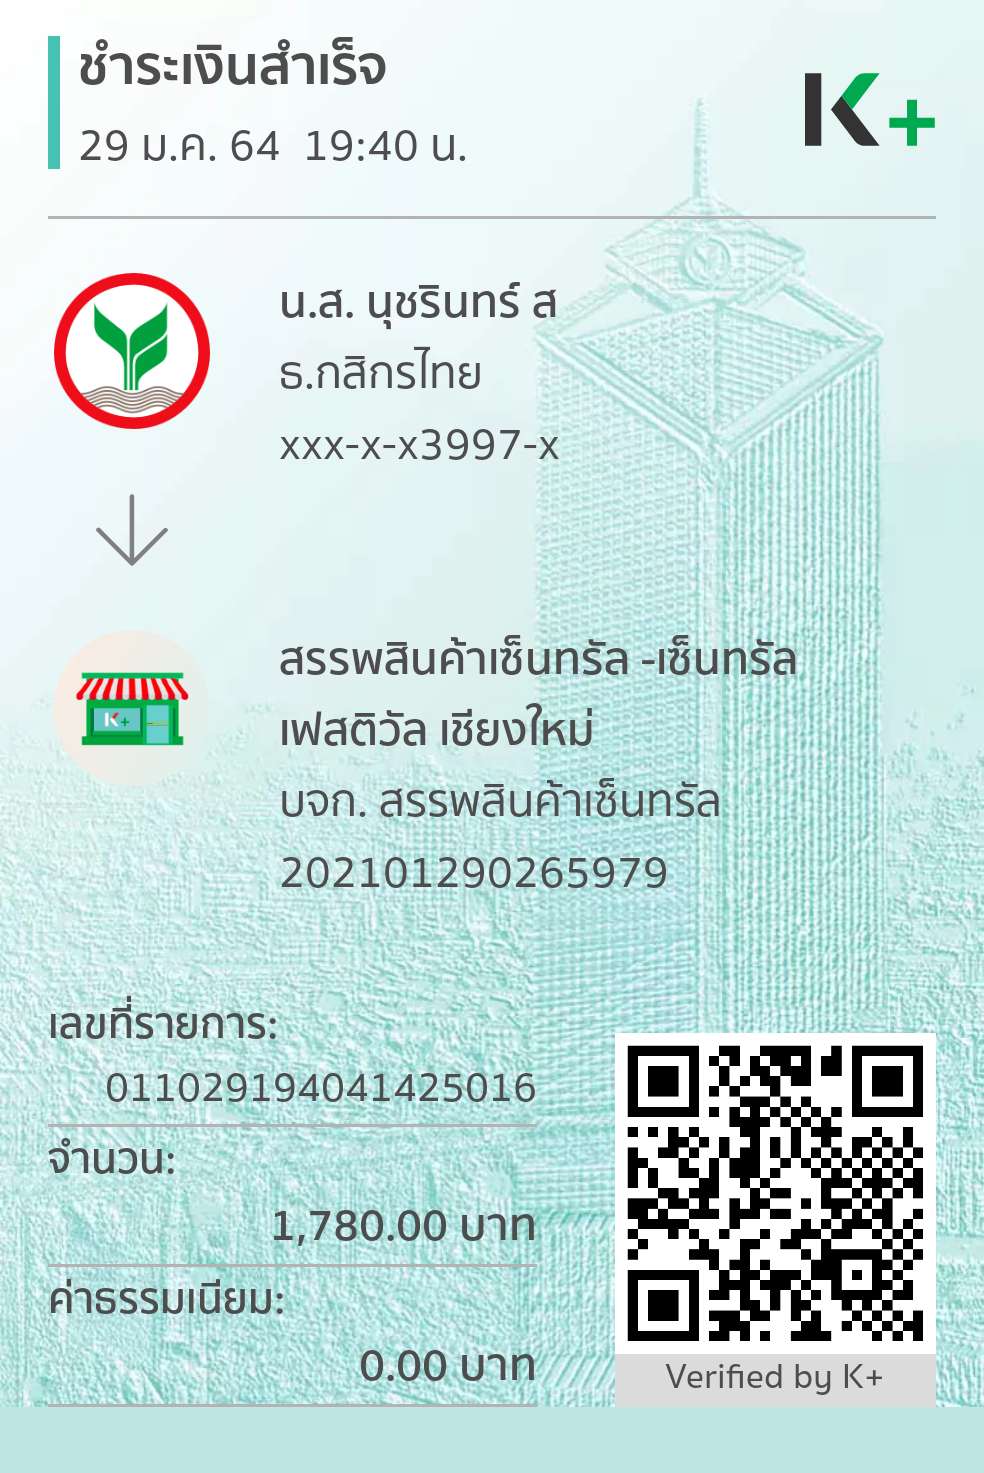 ชำระเงินสำเร็จ
29 ม.ค. 64 19:40 น.
K+
น.ส. นุชรินทร์ ส
ธ.กสิกรไทย
xxx-x-x3997-x
K+
สรรพสินค้าเซ็นทรัล -เซ็นทรัล
เฟสติวัล เชียงใหม่
บจก. สรรพสินค้าเซ็นทรัล
202101290265979
เลขที่รายการ:
011029194041425016
จำนวน:
1,780.00 บาท
ค่าธรรมเนียม:
0.00 บาท
Verified by K+